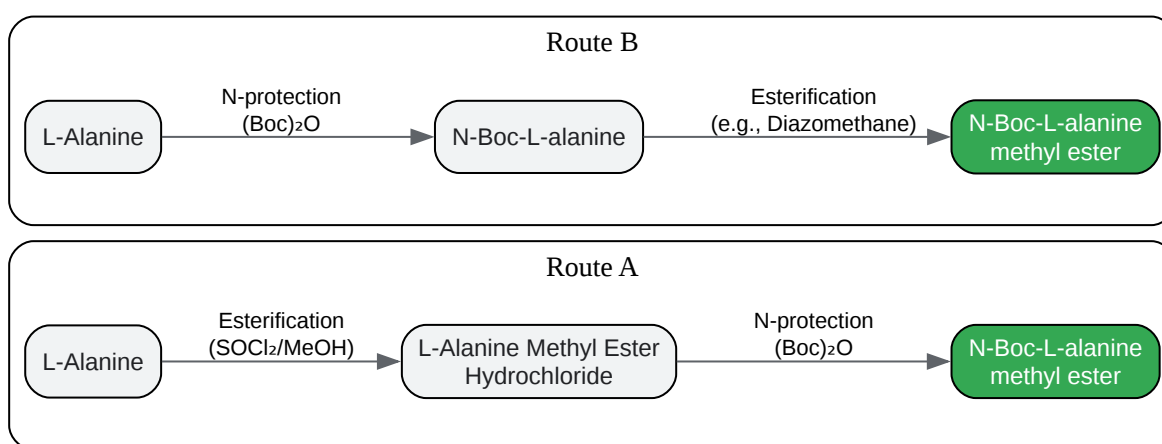 Route B
N-protection
(Boc)₂O
Esterification
(e.g., Diazomethane)
L-Alanine
N-Boc-L-alanine
N-Boc-L-alanine
methyl ester
Route A
Esterification
(SOCl₂/MeOH)
N-protection
(Boc)₂O
L-Alanine
L-Alanine Methyl Ester
Hydrochloride
N-Boc-L-alanine
methyl ester